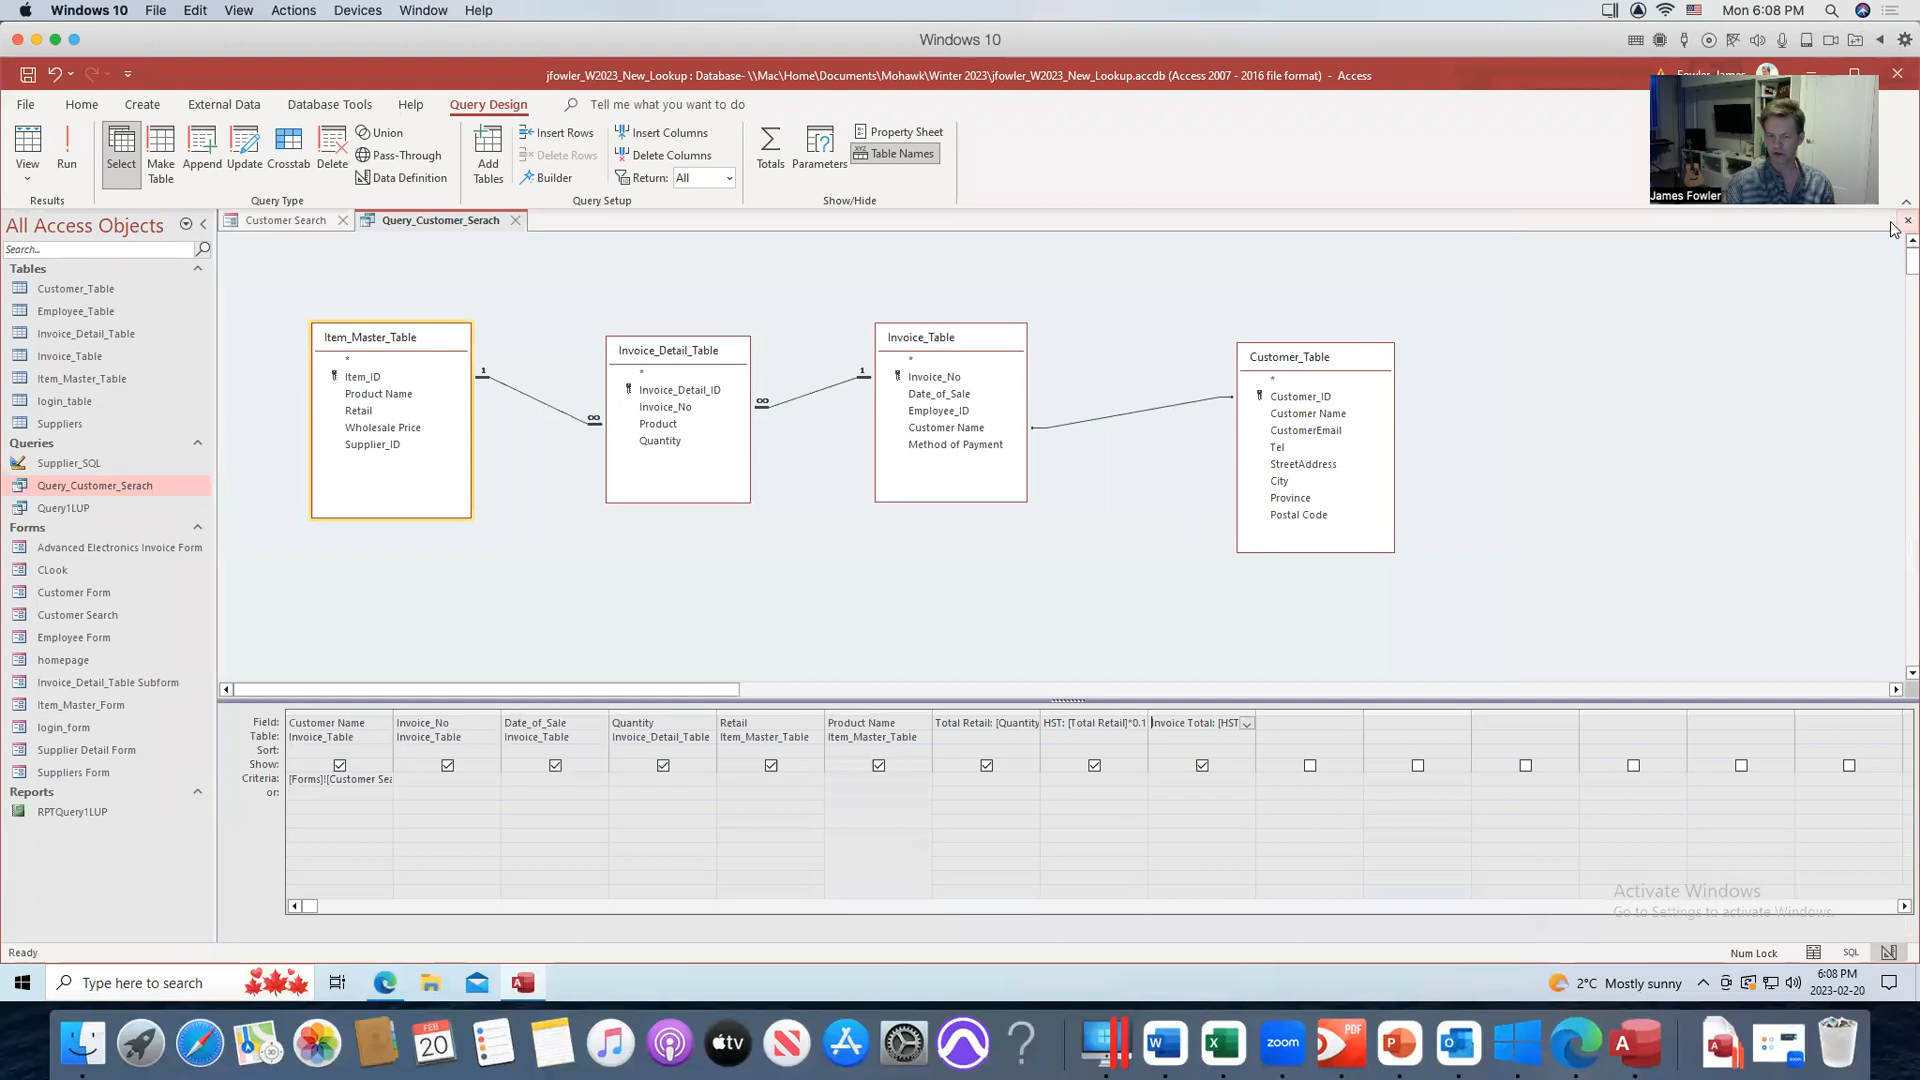 Windows 10 File Edit View Actions Devices Window Help Mon 6:08 PM
Windows 10
jfowler_W2023_New_Lookup : Database- \\Mac\Home\Documents\Mohawk\Winter 2023\jfowler_W2023_New_Lookup.accdb (Access 2007 - 2016 file format) - Access Fowler, James
File Home Create External Data Database Tools Help Query Design Tell me what you want to do
View Run Select Make Table Append Update Crosstab Delete
Union
Pass-Through
Data Definition
Add Tables
Insert Rows
Delete Rows
Builder
Insert Columns
Delete Columns
Return: All
Totals Parameters
Property Sheet
XYZ Table Names
Results Query Type Query Setup Show/Hide
James Fowler
All Access Objects
Search...
Customer Search Query_Customer_Serach
Tables
Customer_Table
Employee_Table
Invoice_Detail_Table
Invoice_Table
Item_Master_Table
login_table
Suppliers
Queries
Supplier_SQL
Query_Customer_Serach
Query1LUP
Forms
Advanced Electronics Invoice Form
CLook
Customer Form
Customer Search
Employee Form
homepage
Invoice_Detail_Table Subform
Item_Master_Form
login_form
Supplier Detail Form
Suppliers Form
Reports
RPTQuery1LUP
Item_Master_Table
*
Item_ID
Product Name
Retail
Wholesale Price
Supplier_ID
1
∞
Invoice_Detail_Table
*
Invoice_Detail_ID
Invoice_No
Product
Quantity
∞
1
Invoice_Table
*
Invoice_No
Date_of_Sale
Employee_ID
Customer Name
Method of Payment
Customer_Table
*
Customer_ID
Customer Name
CustomerEmail
Tel
StreetAddress
City
Province
Postal Code
Field: Customer Name Invoice_No Date_of_Sale Quantity Retail Product Name Total Retail: [Quantity HST: [Total Retail]*0.1 Invoice Total: [HST
Table: Invoice_Table Invoice_Table Invoice_Table Invoice_Detail_Table Item_Master_Table Item_Master_Table
Sort:
Show:
Criteria: [Forms]![Customer Sea
or:
Activate Windows
Go to Settings to activate Windows.
Ready Num Lock SQL
Type here to search 2°C Mostly sunny 6:08 PM
2023-02-20
FEB
20
tv
zoom
PDF